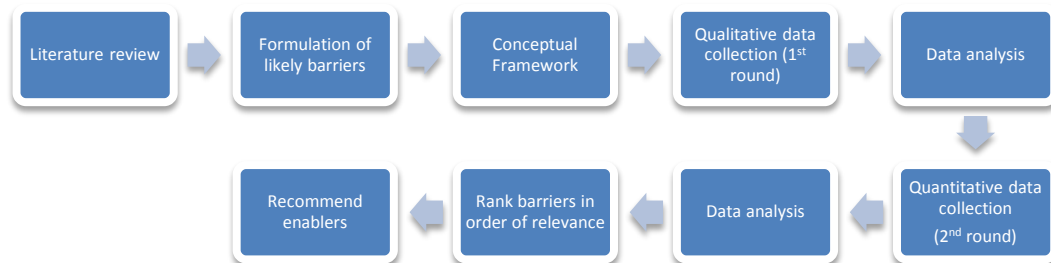 Literature review
Formulation of
likely barriers
Conceptual
Framework
Qualitative data
collection (1st
round)
Data analysis
Quantitative data
collection
(2nd round)
Data analysis
Rank barriers in
order of relevance
Recommend
enablers